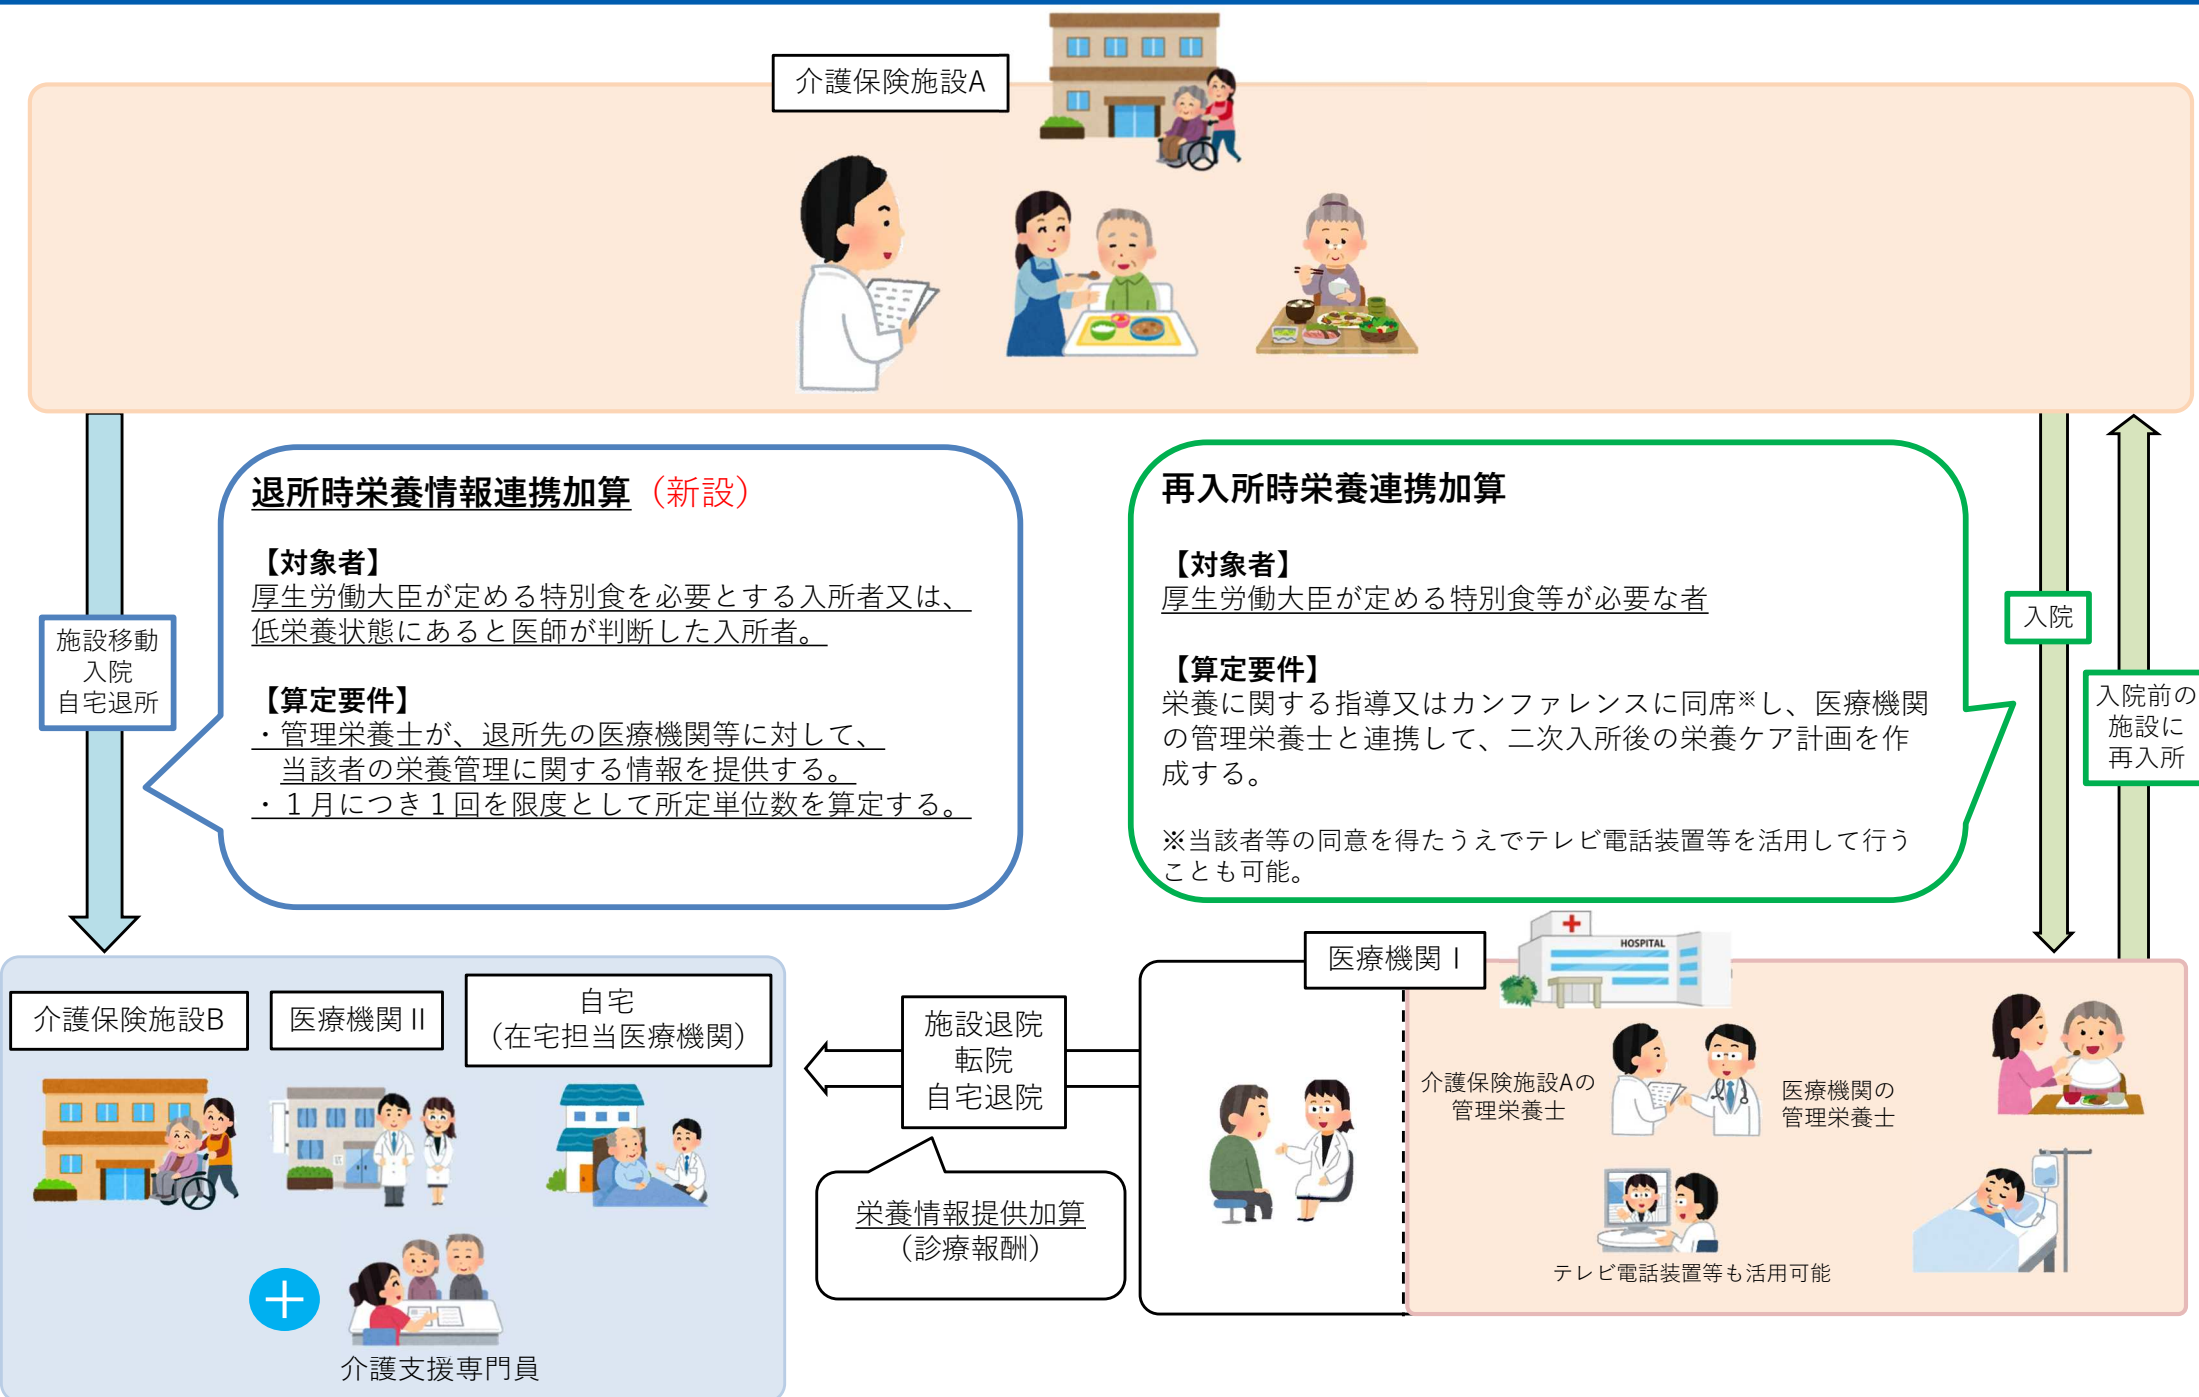 介護保険施設A
退所時栄養情報連携加算（新設）
【対象者】
厚生労働大臣が定める特別食を必要とする入所者又は、
低栄養状態にあると医師が判断した入所者。
【算定要件】
・管理栄養士が、退所先の医療機関等に対して、
当該者の栄養管理に関する情報を提供する。
・１月につき１回を限度として所定単位数を算定する。
施設移動
入院
自宅退所
再入所時栄養連携加算
【対象者】
厚生労働大臣が定める特別食等が必要な者
【算定要件】
栄養に関する指導又はカンファレンスに同席※し、医療機関
の管理栄養士と連携して、二次入所後の栄養ケア計画を作
成する。
※当該者等の同意を得たうえでテレビ電話装置等を活用して行う
ことも可能。
入院
入院前の
施設に
再入所
介護保険施設B
医療機関Ⅱ
自宅
（在宅担当医療機関）
介護支援専門員
施設退院
転院
自宅退院
栄養情報提供加算
（診療報酬）
医療機関Ⅰ
HOSPITAL
介護保険施設Aの
管理栄養士
医療機関の
管理栄養士
テレビ電話装置等も活用可能